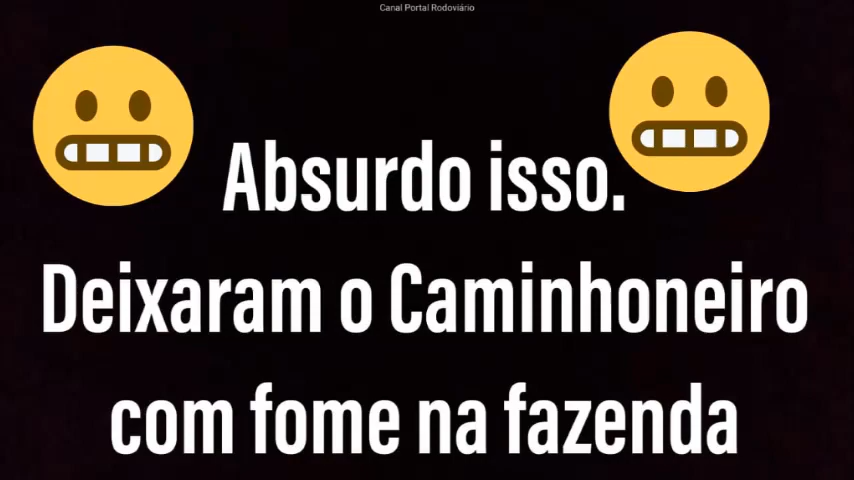 Canal Portal Rodoviário
Absurdo isso.
Deixaram o Caminhoneiro
com fome na fazenda